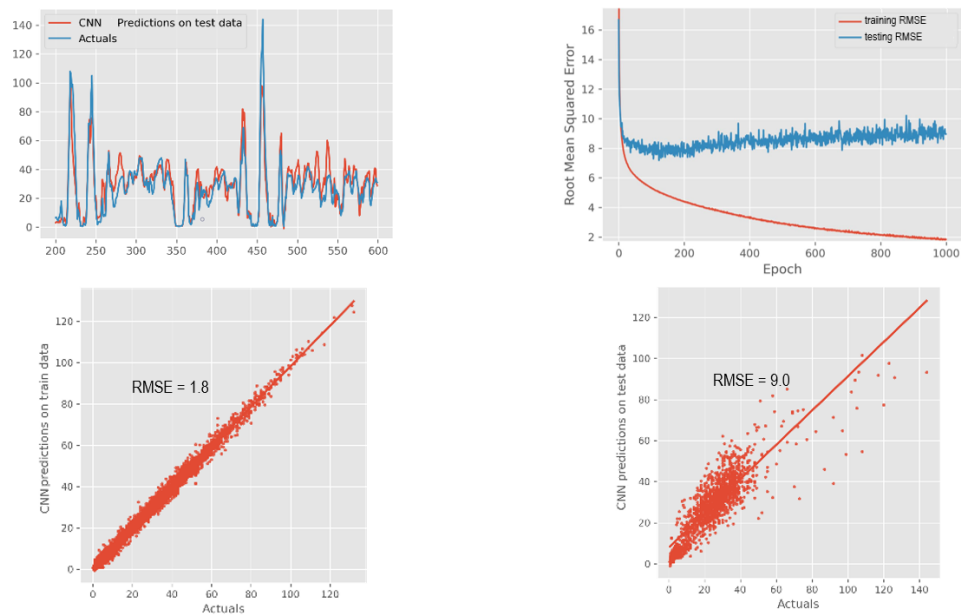 CNN Predictions on test data
Actuals
140
120
100
80
60
40
20
0
200 250 300 350 400 450 500 550 600
training RMSE
testing RMSE
Root Mean Squared Error
16
14
12
10
8
6
4
2
0 200 400 600 800 1000
Epoch
CNN predictions on train data
120
100
80
60
40
20
0
RMSE = 1.8
0 20 40 60 80 100 120
Actuals
CNN predictions on test data
120
100
80
60
40
20
0
RMSE = 9.0
0 20 40 60 80 100 120 140
Actuals